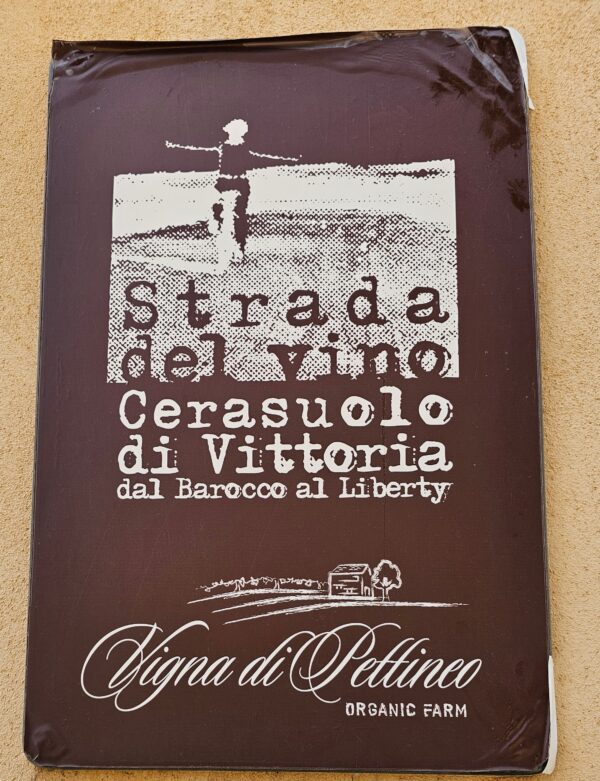 Strada
del vino
Cerasuolo
di Vittoria
dal Barocco al Liberty
Vigna di Pettineo
ORGANIC FARM